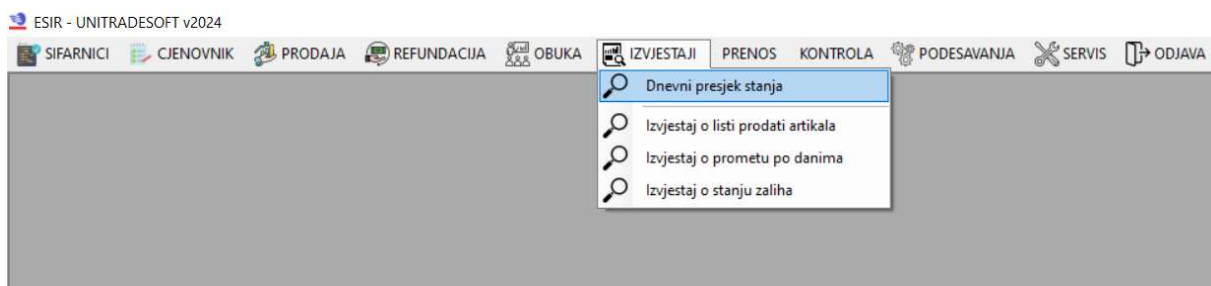 ESIR - UNITRADESOFT v2024
SIFARNICI CJENOVNIK PRODAJA REFUNDACIJA OBUKA IZVJESTAJI PRENOS KONTROLA PODESAVANJA SERVIS ODJAVA
Dnevni presjek stanja
Izvjestaj o listi prodati artikala
Izvjestaj o prometu po danima
Izvjestaj o stanju zaliha